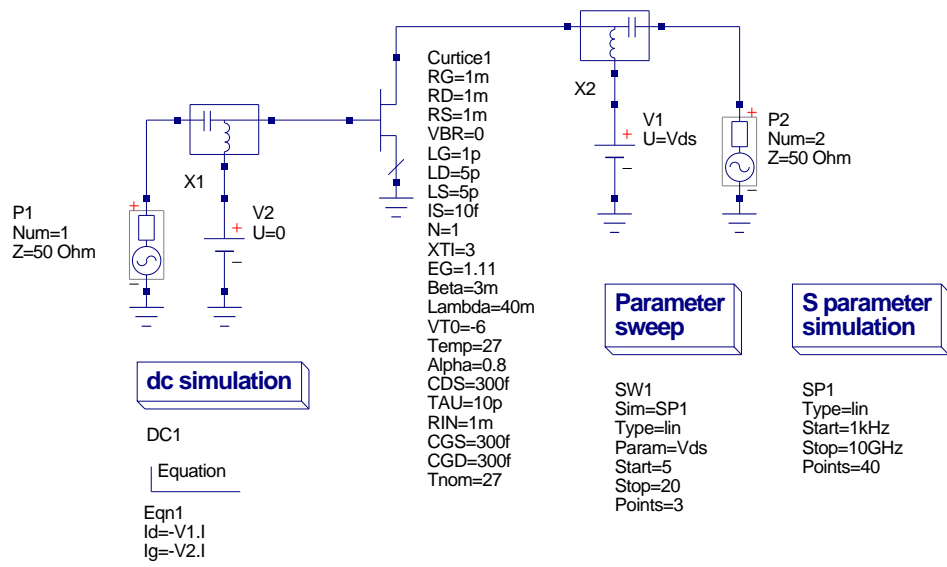 P1
Num=1
Z=50 Ohm
X1
V2
U=0
Curtice1
RG=1m
RD=1m
RS=1m
VBR=0
LG=1p
LD=5p
LS=5p
IS=10f
N=1
XTI=3
EG=1.11
Beta=3m
Lambda=40m
VT0=-6
Temp=27
Alpha=0.8
CDS=300f
TAU=10p
RIN=1m
CGS=300f
CGD=300f
Tnom=27
X2
V1
U=Vds
P2
Num=2
Z=50 Ohm
dc simulation
DC1
Equation
Eqn1
Id=-V1.I
Ig=-V2.I
Parameter
sweep
SW1
Sim=SP1
Type=lin
Param=Vds
Start=5
Stop=20
Points=3
S parameter
simulation
SP1
Type=lin
Start=1kHz
Stop=10GHz
Points=40